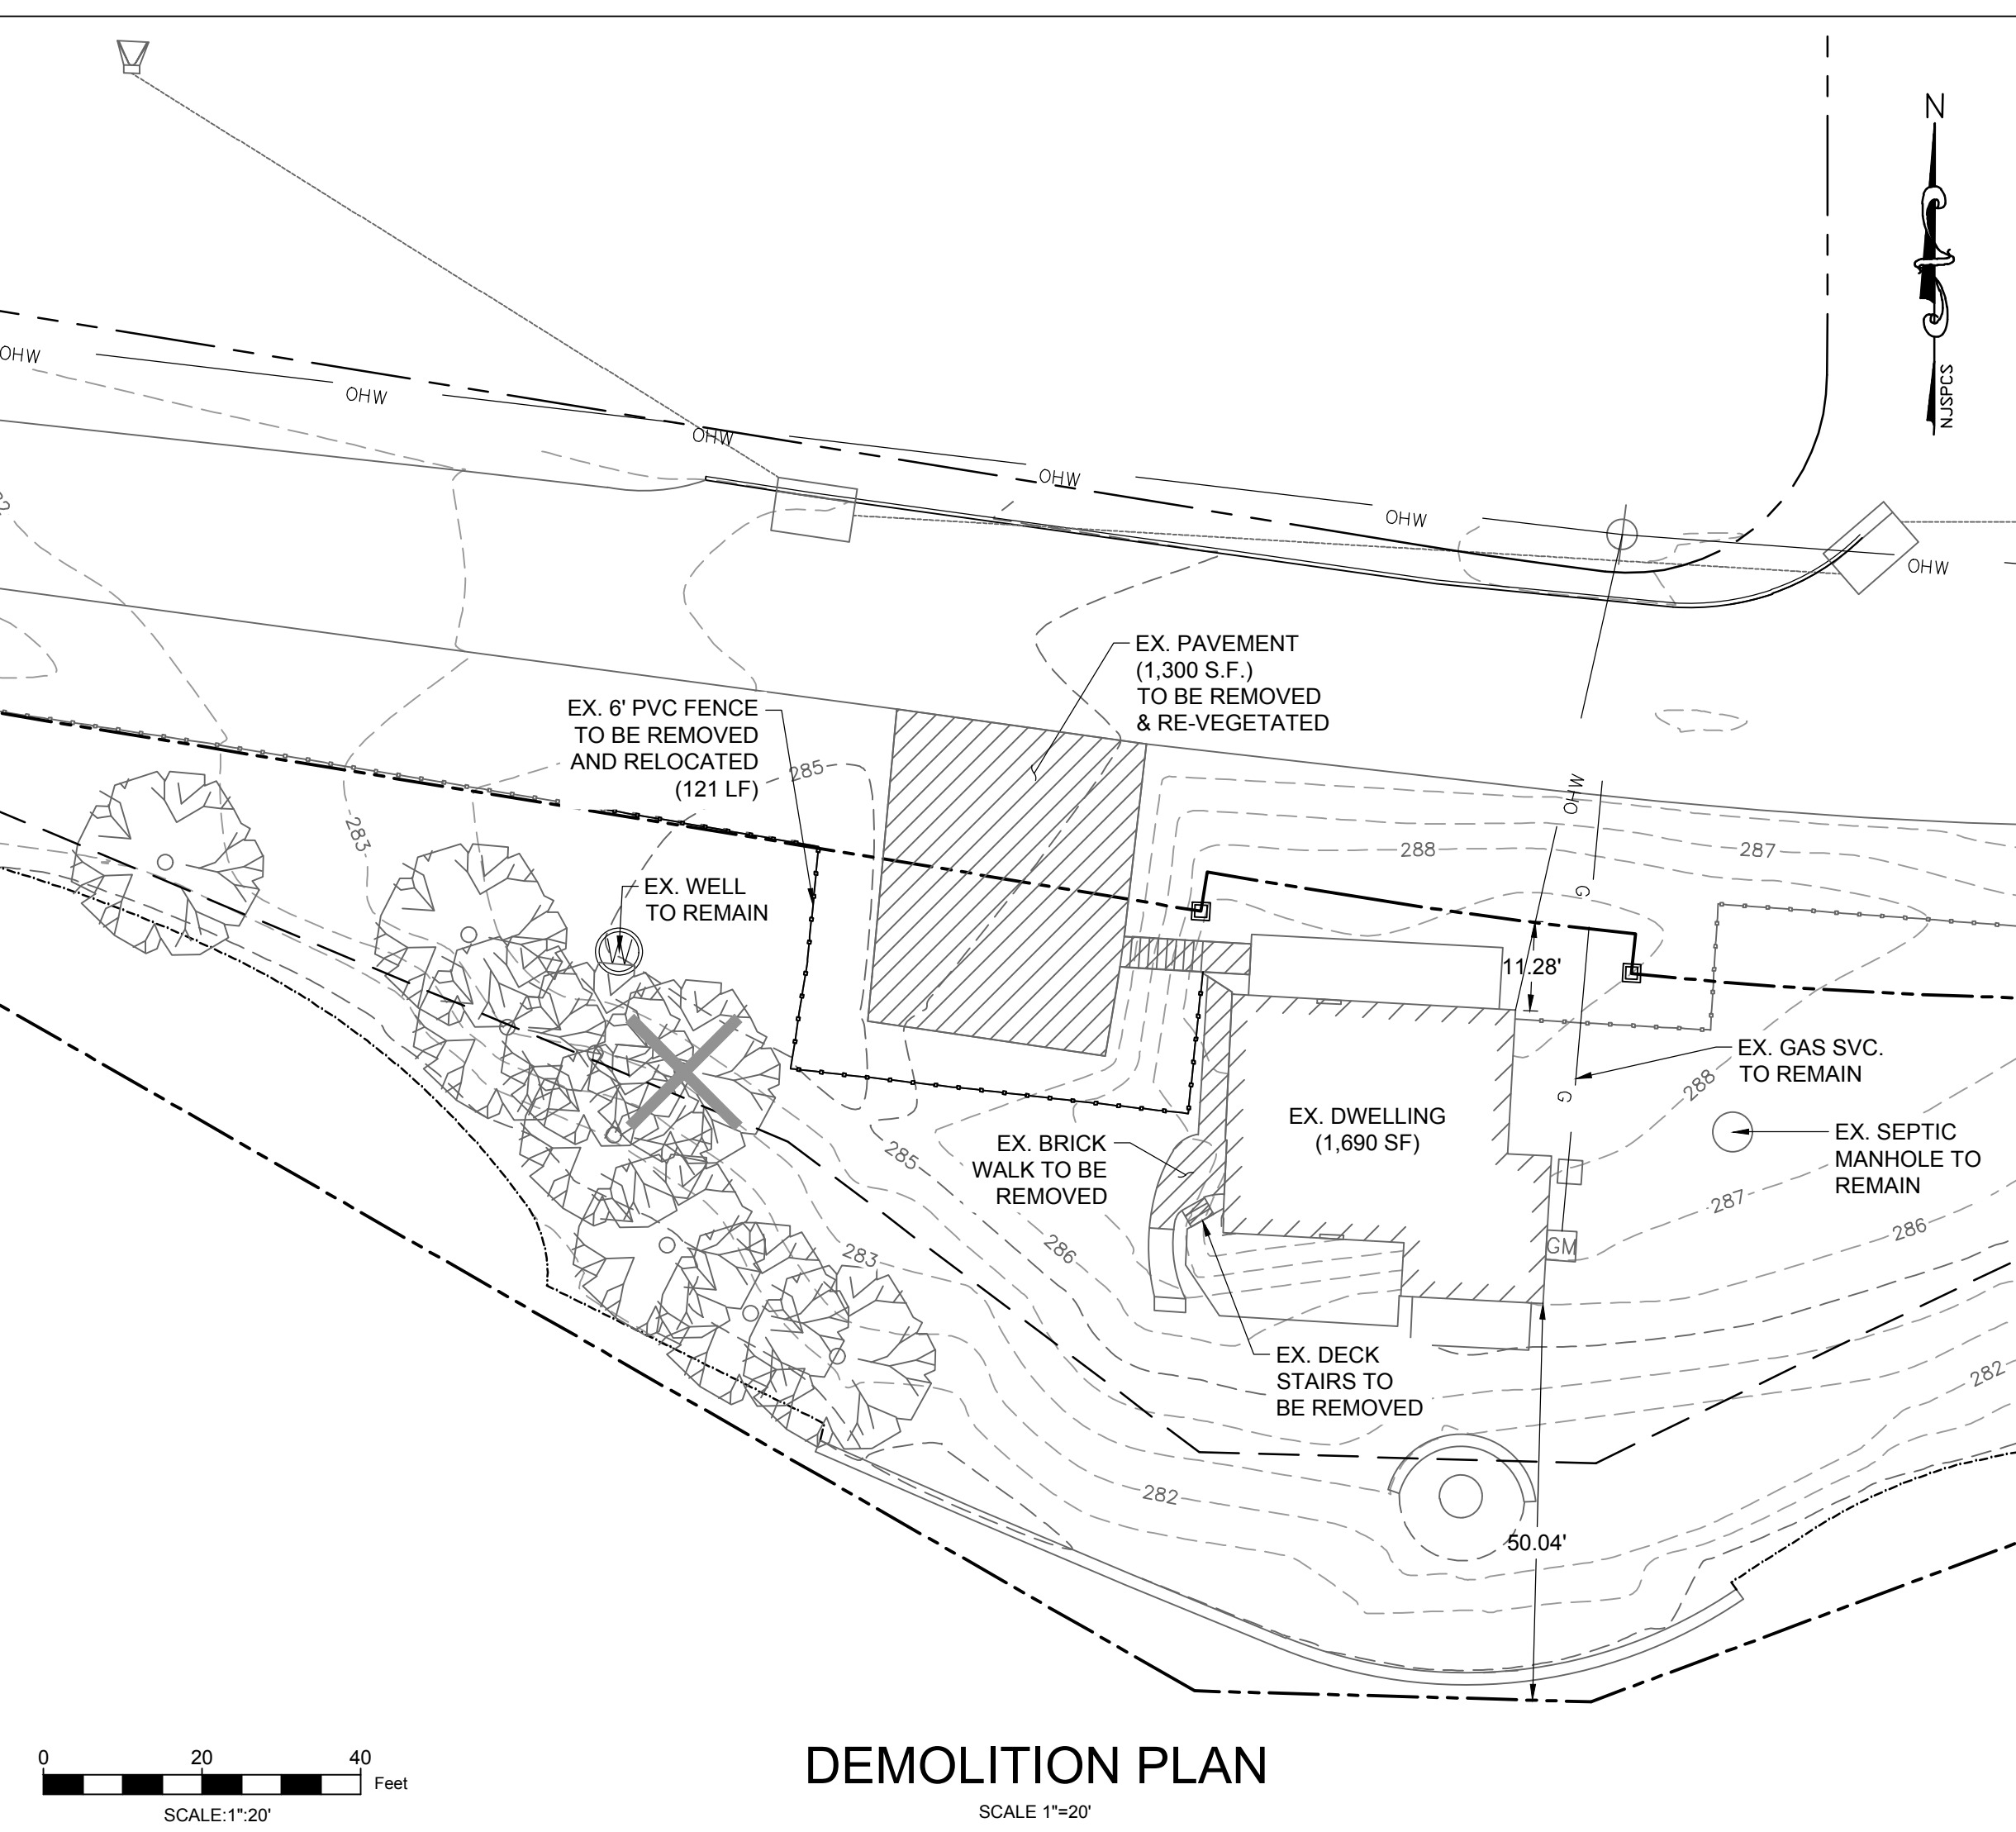 N
NJSPCS
OHW
OHW
OHW
OHW
OHW
OHW
EX. PAVEMENT
(1,300 S.F.)
TO BE REMOVED
& RE-VEGETATED
EX. 6' PVC FENCE
TO BE REMOVED
AND RELOCATED
(121 LF)
285
OHW
283
288
287
EX. WELL
TO REMAIN
W
G
11.28'
EX. GAS SVC.
TO REMAIN
288
G
EX. DWELLING
(1,690 SF)
EX. BRICK
WALK TO BE
REMOVED
285
EX. SEPTIC
MANHOLE TO
REMAIN
287
286
286
283
GM
EX. DECK
STAIRS TO
BE REMOVED
282
282
50.04'
0 20 40
Feet
SCALE:1":20'
DEMOLITION PLAN
SCALE 1"=20'